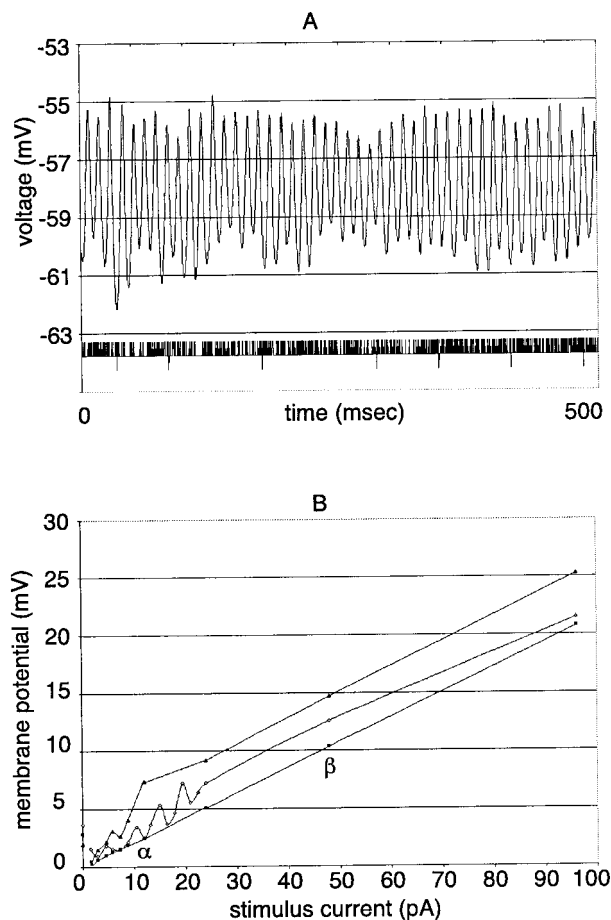 A
-53
-55
-57
-59
-61
-63
voltage (mV)
0
time (msec)
500
B
30
25
20
15
10
5
0
membrane potential (mV)
α
β
0 10 20 30 40 50 60 70 80 90 100
stimulus current (pA)